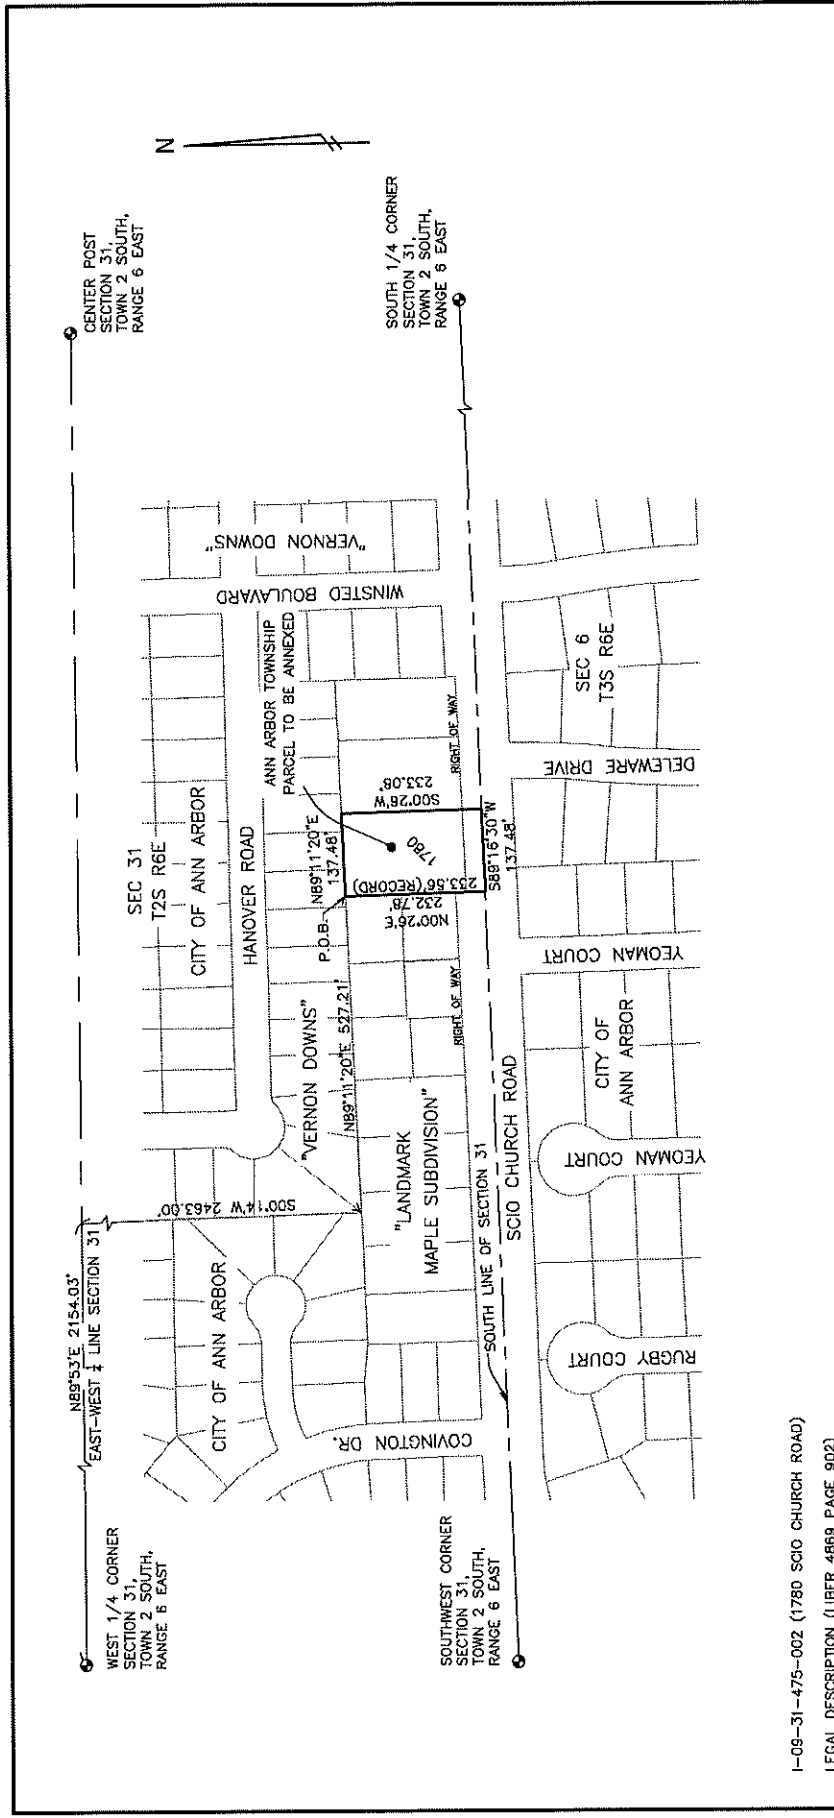 N
CENTER POST
SECTION 31,
TOWN 2 SOUTH,
RANGE 6 EAST
N89°53'E 2154.03'
EAST-WEST ¼ LINE SECTION 31
WEST 1/4 CORNER
SECTION 31,
TOWN 2 SOUTH,
RANGE 6 EAST
SEC 31
T2S R6E
CITY OF ANN ARBOR
CITY OF ANN ARBOR
HANOVER ROAD
"VERNON DOWNS"
WINSTED BOULAVARD
ANN ARBOR TOWNSHIP
PARCEL TO BE ANNEXED
S00°14'W 2463.00'
"VERNON DOWNS"
N89°11'20"E 527.21'
P.O.B.
N89°11'20"E
137.48'
S00°26'W
233.08'
1780
233.56'(RECORD)
232.78'
N00°26'E
S89°16'30"W
137.48'
RIGHT OF WAY
RIGHT OF WAY
"LANDMARK
MAPLE SUBDIVISION"
COVINGTON DR.
SOUTH LINE OF SECTION 31
SCIO CHURCH ROAD
SOUTH 1/4 CORNER
SECTION 31,
TOWN 2 SOUTH,
RANGE 6 EAST
SOUTHWEST CORNER
SECTION 31,
TOWN 2 SOUTH,
RANGE 6 EAST
RUGBY COURT
YEOMAN COURT
CITY OF
ANN ARBOR
YEOMAN COURT
DELEWARE DRIVE
SEC 6
T3S R6E
I-09-31-475-002 (1780 SCIO CHURCH ROAD)
LEGAL DESCRIPTION (LIBER 4869 PAGE 902)